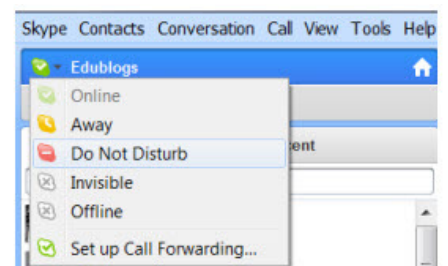 Skype Contacts Conversation Call View Tools Help
Edublogs
Online
Away
Do Not Disturb
Invisible
Offline
Set up Call Forwarding...